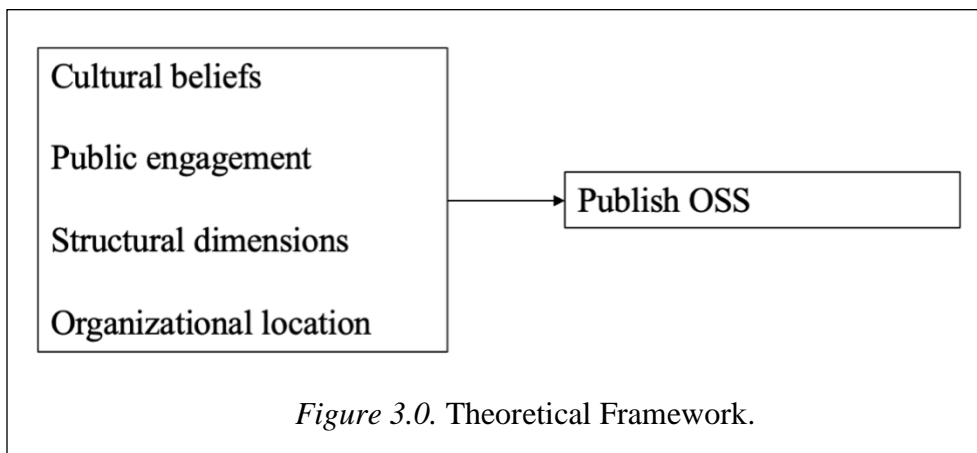 Cultural beliefs
Public engagement
Structural dimensions
Organizational location
Publish OSS
Figure 3.0. Theoretical Framework.